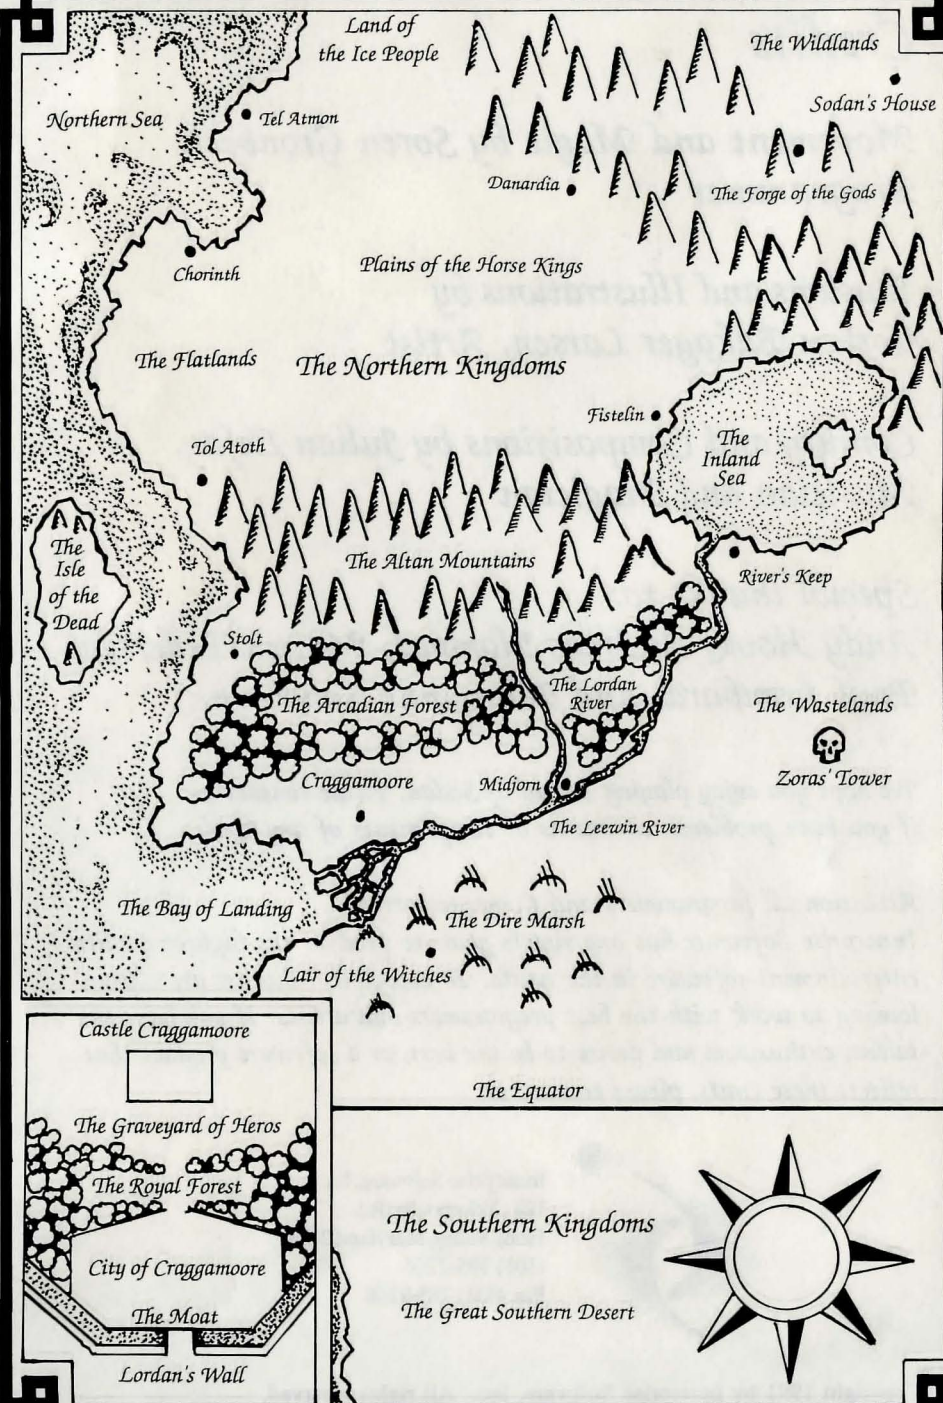 Land of
the Ice People
The Wildlands
Sodan's House
Northern Sea
Tel Atmon
Danardia
The Forge of the Gods
Chorinth
Plains of the Horse Kings
The Flatlands
The Northern Kingdoms
Fistelin
The
Inland
Sea
Tol Atoth
The
Isle
of the
Dead
The Altan Mountains
River's Keep
Stolt
The Arcadian Forest
The Lordan
River
The Wastelands
Zoras' Tower
Craggamoore
Midjorn
The Leewin River
The Bay of Landing
The Dire Marsh
Lair of the Witches
The Equator
Castle Craggamoore
The Graveyard of Heros
The Royal Forest
City of Craggamoore
The Moat
Lordan's Wall
The Southern Kingdoms
The Great Southern Desert